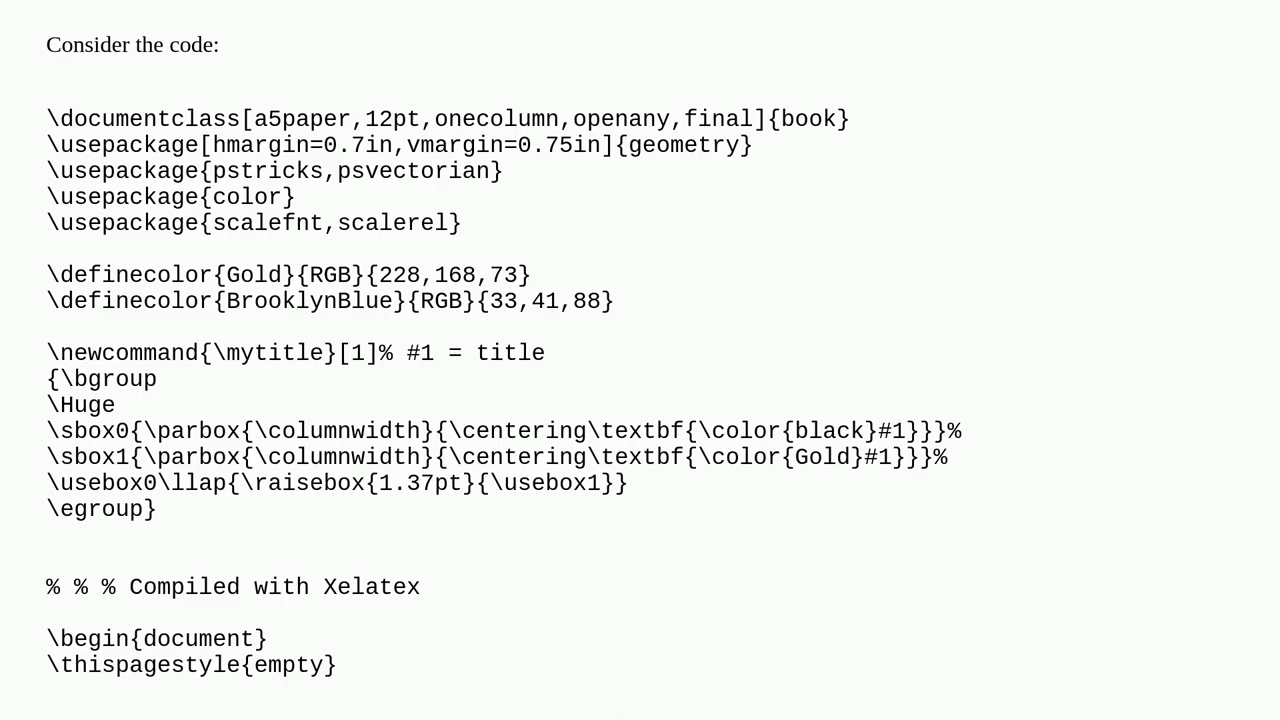 Consider the code:
\documentclass[a5paper,12pt,onecolumn,openany,final]{book}
\usepackage[hmargin=0.7in,vmargin=0.75in]{geometry}
\usepackage{pstricks,psvectorian}
\usepackage{color}
\usepackage{scalefnt,scalerel}
\definecolor{Gold}{RGB}{228,168,73}
\definecolor{BrooklynBlue}{RGB}{33,41,88}
\newcommand{\mytitle}[1]% #1 = title
{\bgroup
\Huge
\sbox0{\parbox{\columnwidth}{\centering\textbf{\color{black}#1}}}%
\sbox1{\parbox{\columnwidth}{\centering\textbf{\color{Gold}#1}}}%
\usebox0\llap{\raisebox{1.37pt}{\usebox1}}
\egroup}
% % % Compiled with Xelatex
\begin{document}
\thispagestyle{empty}